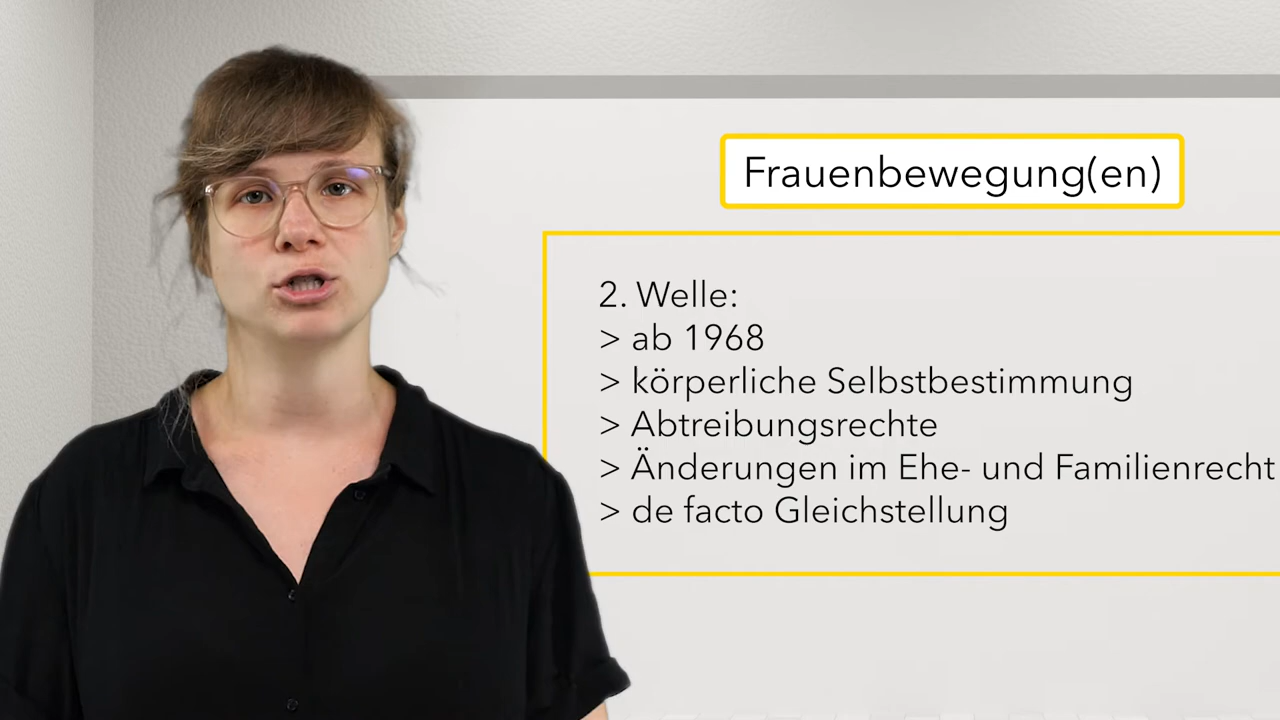 Frauenbewegung(en)
2. Welle:
> ab 1968
> körperliche Selbstbestimmung
> Abtreibungsrechte
> Änderungen im Ehe- und Familienrecht
> de facto Gleichstellung